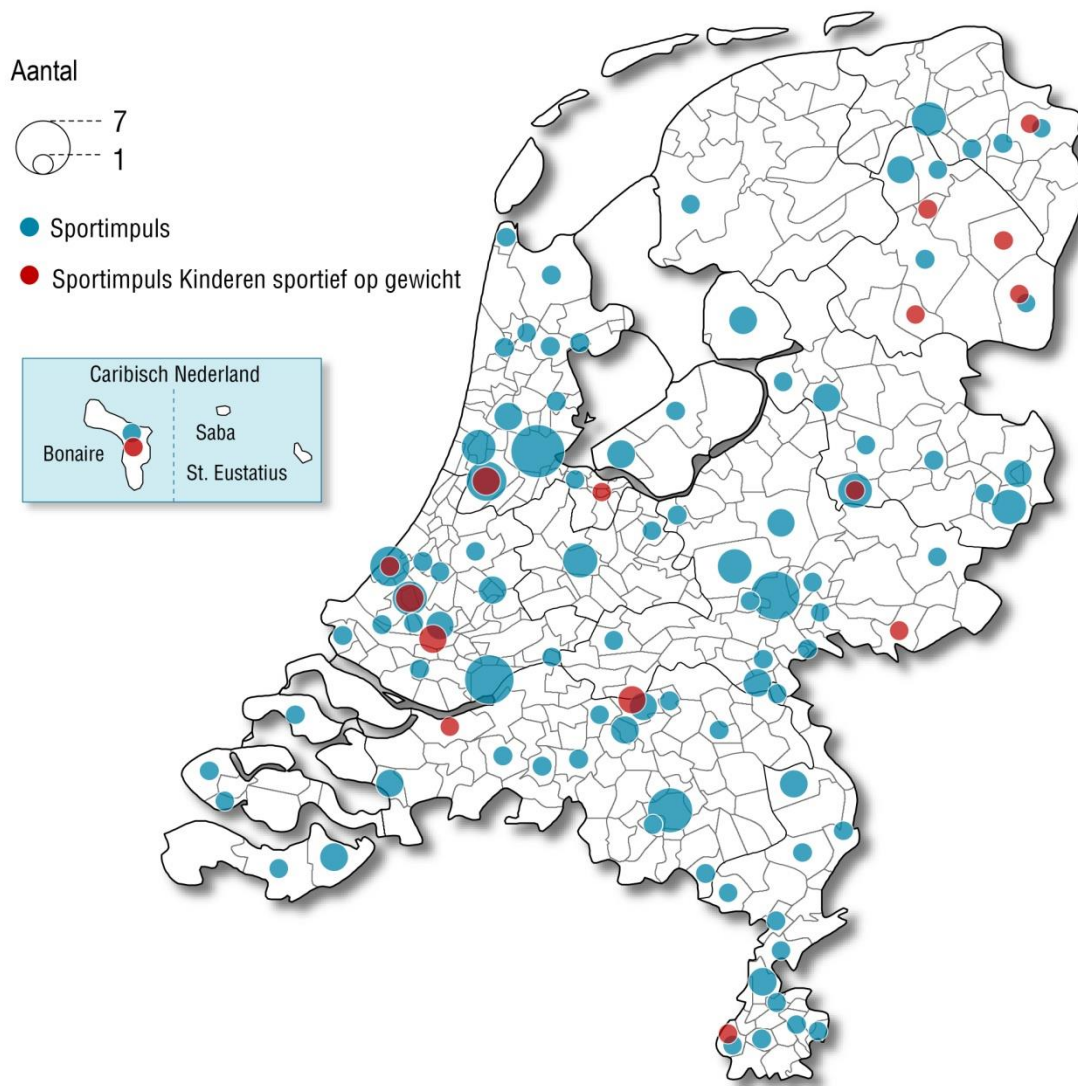 Aantal
7
1
Sportimpuls
Sportimpuls Kinderen sportief op gewicht
Caribisch Nederland
Bonaire
Saba
St. Eustatius